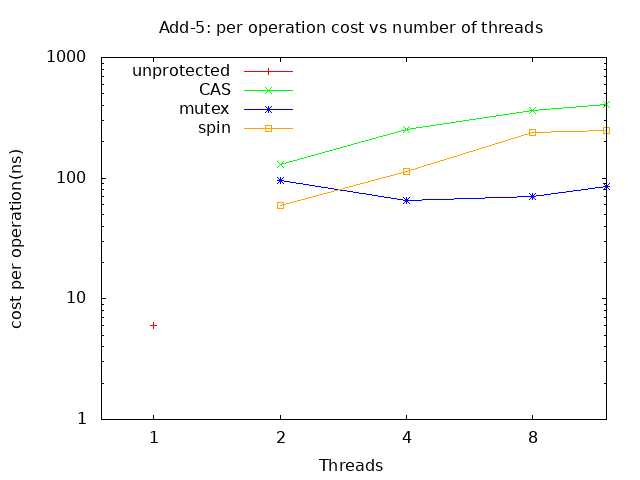 Add-5: per operation cost vs number of threads
1000
100
10
1
cost per operation(ns)
unprotected
CAS
mutex
spin
1 2 4 8
Threads